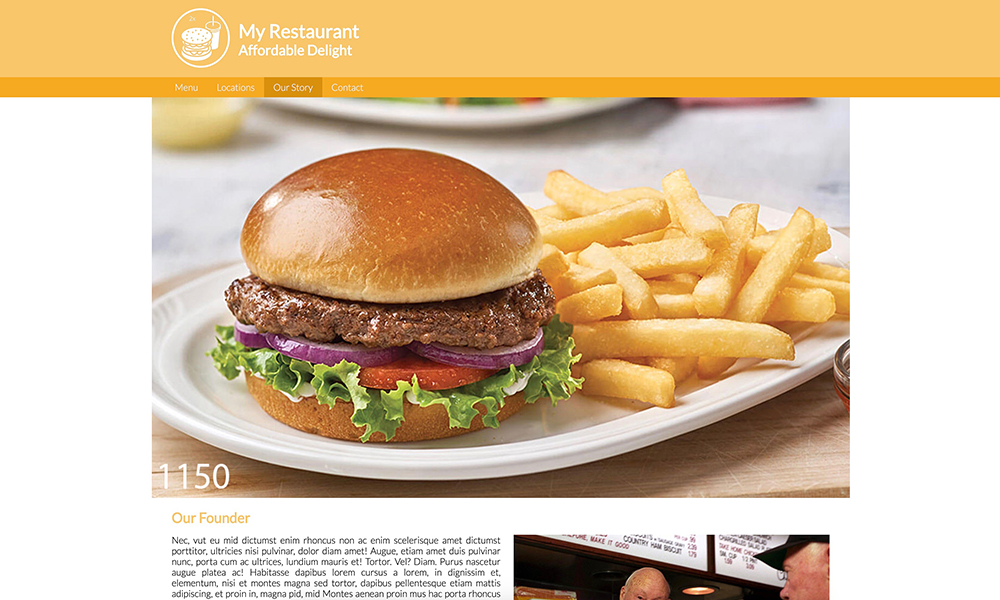 2x
My Restaurant
Affordable Delight
Menu Locations Our Story Contact
1150
Our Founder
Nec, vut eu mid dictumst enim rhoncus non ac enim scelerisque amet dictumst
porttitor, ultricies nisi pulvinar, dolor diam amet! Augue, etiam amet duis pulvinar
nunc, porta cum ac ultrices, lundium mauris et! Tortor. Vel? Diam. Purus nascetur
augue platea ac! Habitasse dapibus lorem cursus a lorem, in dignissim et,
elementum, nisi et montes magna sed tortor, dapibus pellentesque etiam mattis
adipiscing, et proin in, magna pid, mid Montes aenean proin mus hac porta rhoncus
MAKE IT GOOD
COUNTRY HAM BISCUIT
TAKE HOME